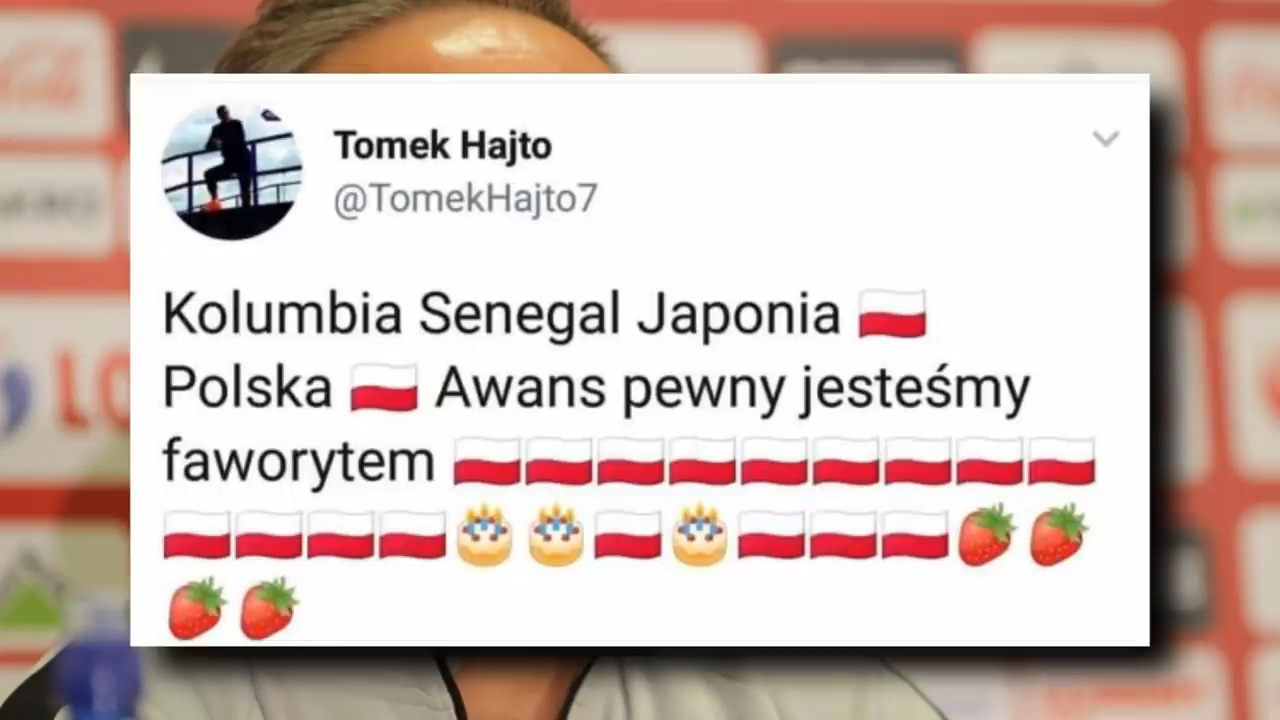 Tomek Hajto
@TomekHajto7
Kolumbia Senegal Japonia 🇵🇱
Polska 🇵🇱 Awans pewny jesteśmy
faworytem 🇵🇱🇵🇱🇵🇱🇵🇱🇵🇱🇵🇱🇵🇱🇵🇱🇵🇱
🇵🇱🇵🇱🇵🇱🇵🇱🎂🎂🇵🇱🎂🇵🇱🇵🇱🇵🇱🍓🍓
🍓🍓